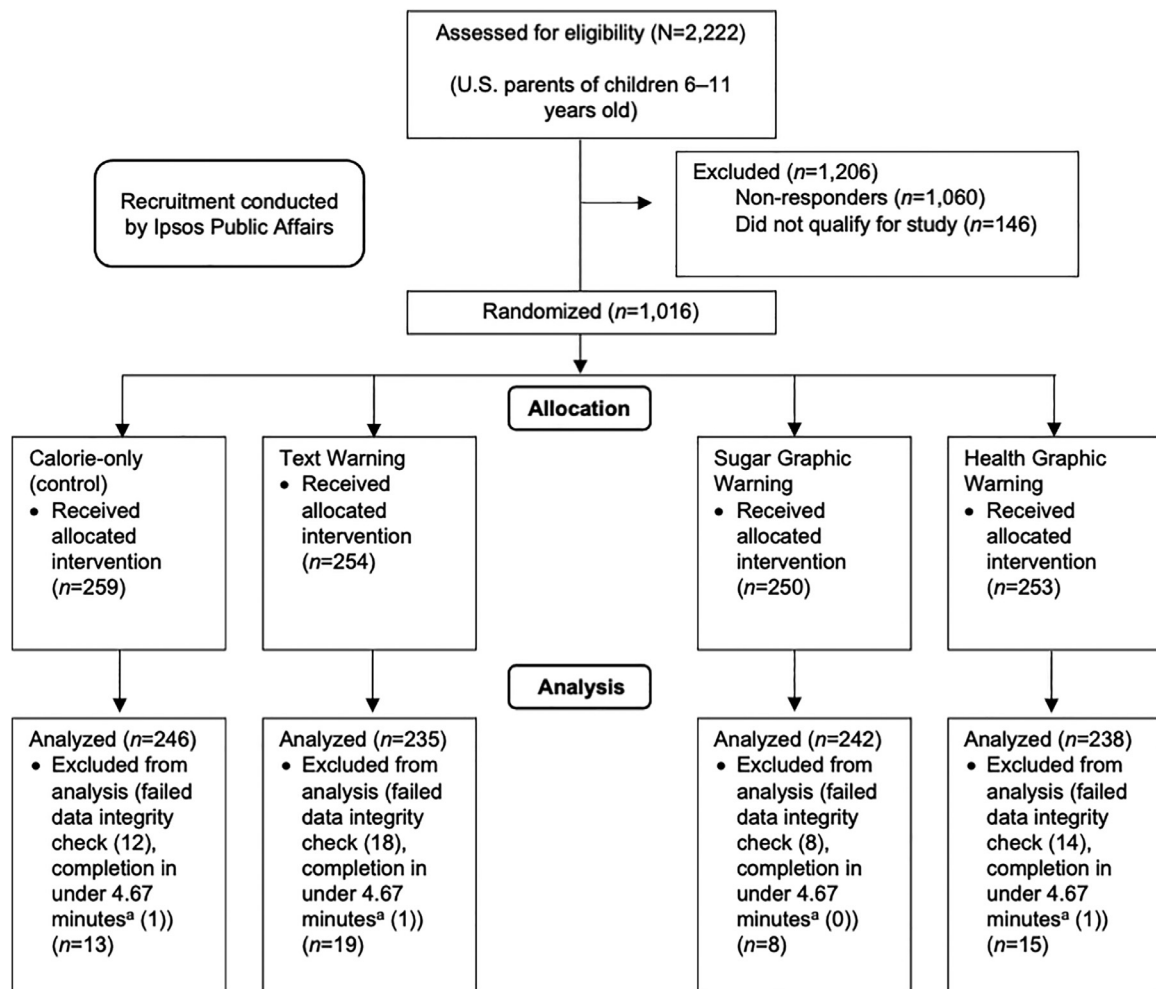 Assessed for eligibility (N=2,222)
(U.S. parents of children 6–11
years old)
Recruitment conducted
by Ipsos Public Affairs
Excluded (n=1,206)
Non-responders (n=1,060)
Did not qualify for study (n=146)
Randomized (n=1,016)
Allocation
Calorie-only
(control)
• Received
allocated
intervention
(n=259)
Text Warning
• Received
allocated
intervention
(n=254)
Sugar Graphic
Warning
• Received
allocated
intervention
(n=250)
Health Graphic
Warning
• Received
allocated
intervention
(n=253)
Analysis
Analyzed (n=246)
• Excluded from
analysis (failed
data integrity
check (12),
completion in
under 4.67
minutesᵃ (1))
(n=13)
Analyzed (n=235)
• Excluded from
analysis (failed
data integrity
check (18),
completion in
under 4.67
minutesᵃ (1))
(n=19)
Analyzed (n=242)
• Excluded from
analysis (failed
data integrity
check (8),
completion in
under 4.67
minutesᵃ (0))
(n=8)
Analyzed (n=238)
• Excluded from
analysis (failed
data integrity
check (14),
completion in
under 4.67
minutesᵃ (1))
(n=15)